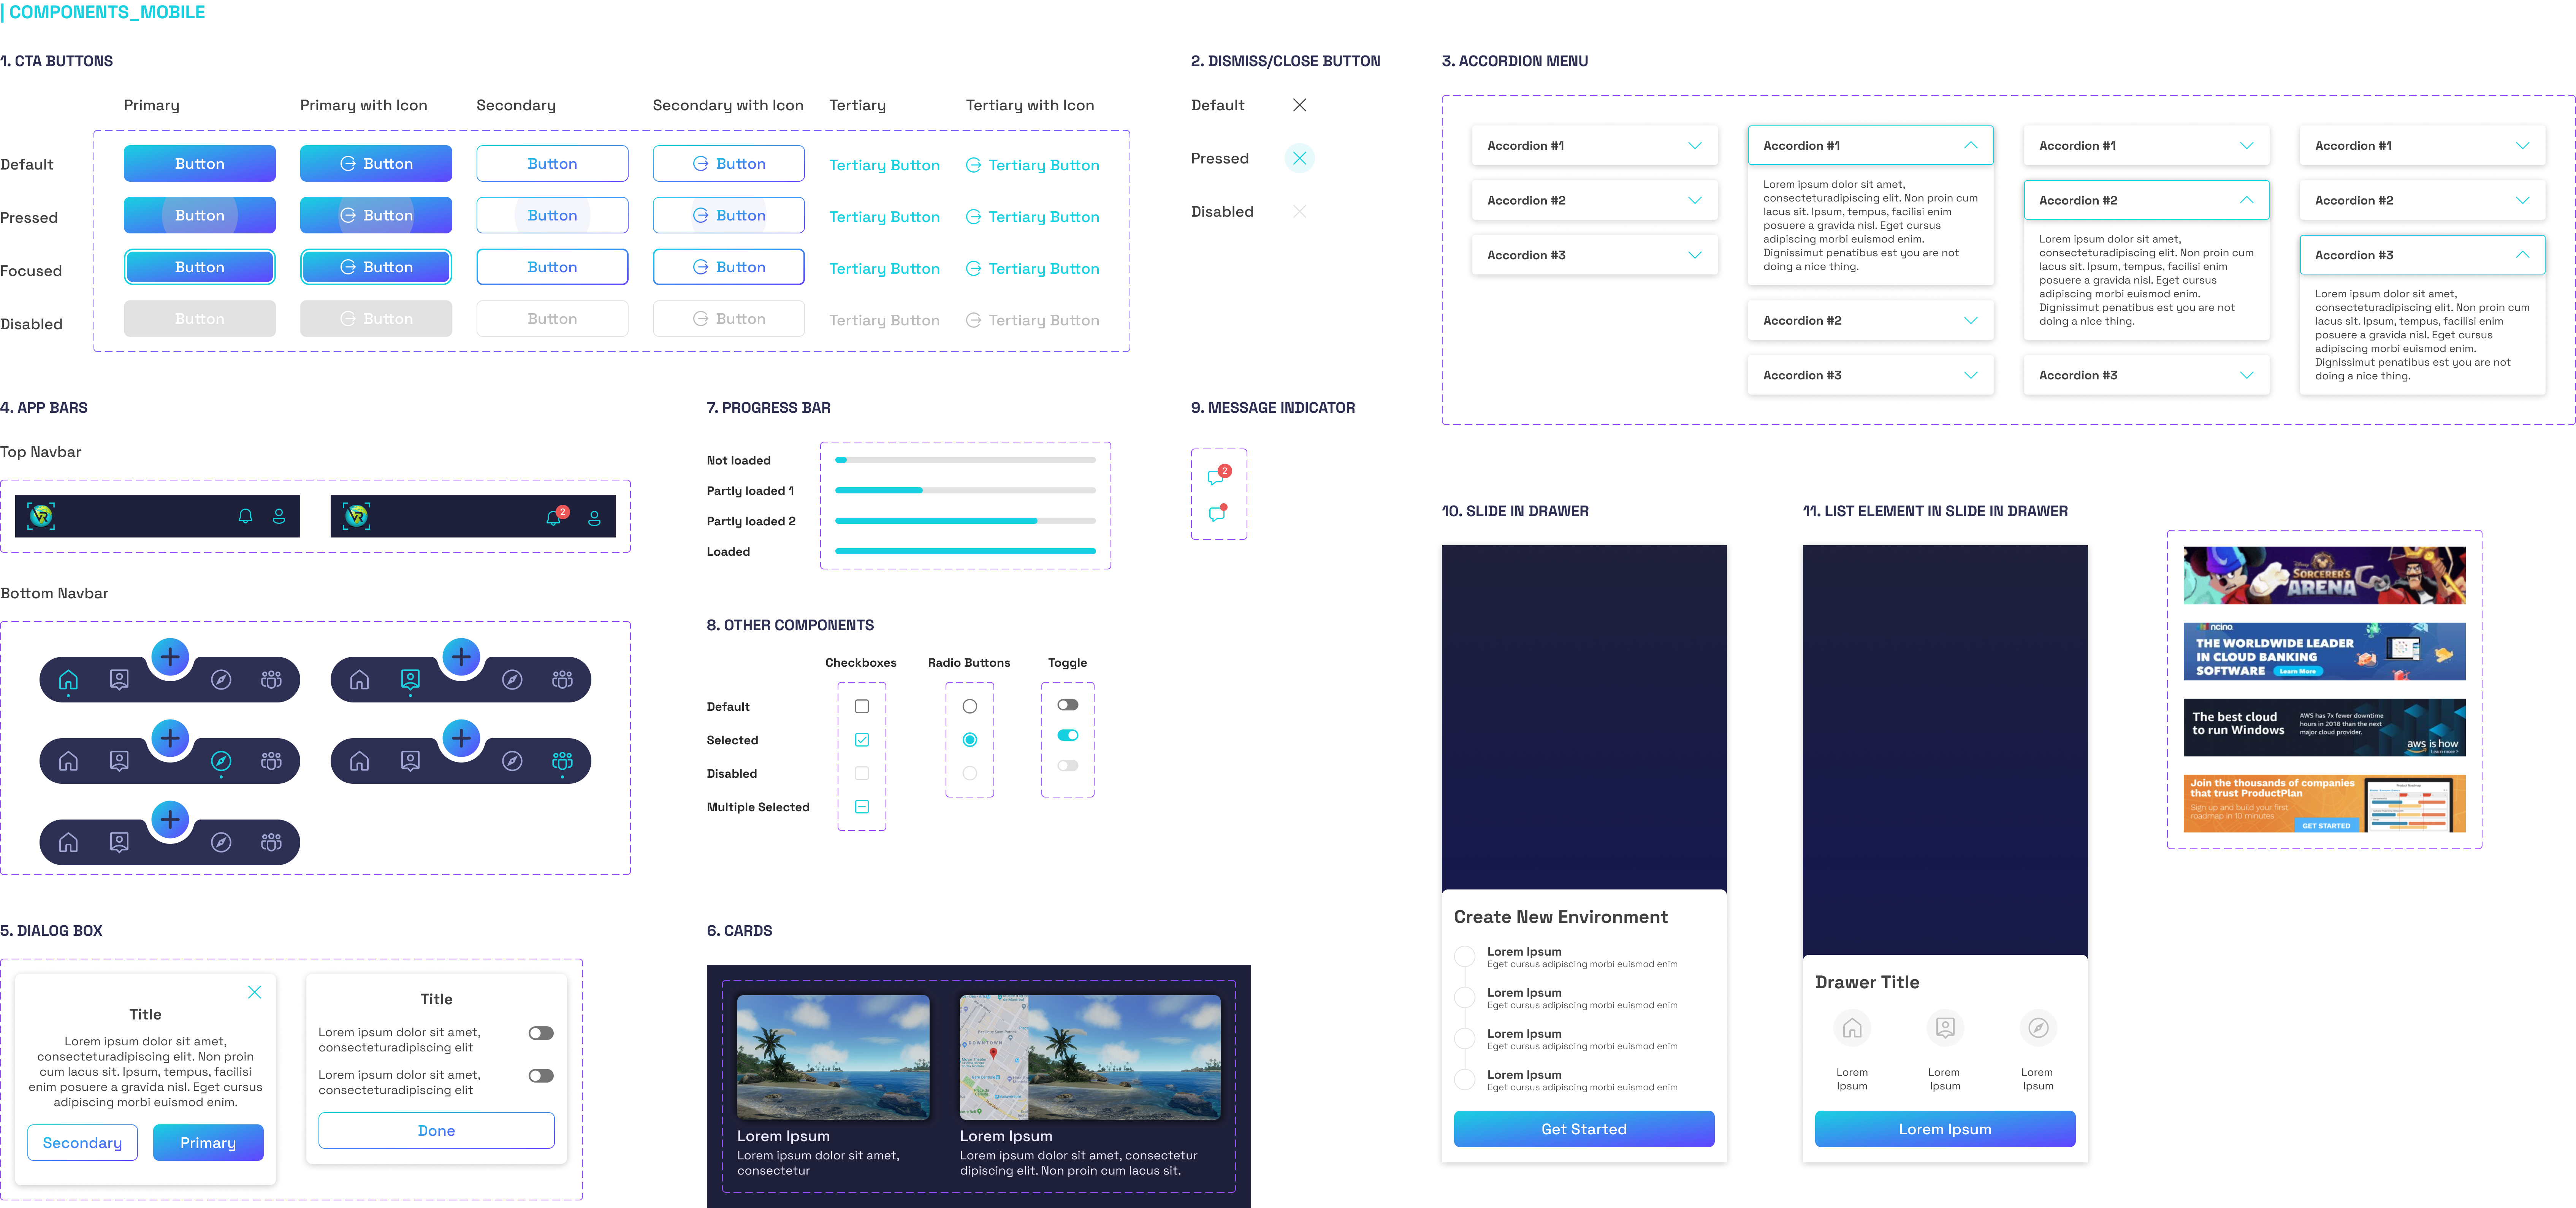 | COMPONENTS_MOBILE
1. CTA BUTTONS
Primary
Primary with Icon
Secondary
Secondary with Icon
Tertiary
Tertiary with Icon
Default
Button
Button
Button
Button
Tertiary Button
Tertiary Button
Pressed
Button
Button
Button
Button
Tertiary Button
Tertiary Button
Focused
Button
Button
Button
Button
Tertiary Button
Tertiary Button
Disabled
Button
Button
Button
Button
Tertiary Button
Tertiary Button
2. DISMISS/CLOSE BUTTON
Default
Pressed
Disabled
3. ACCORDION MENU
Accordion #1
Accordion #2
Accordion #3
Accordion #1
Lorem ipsum dolor sit amet,
consecteturadipiscing elit. Non proin cum
lacus sit. Ipsum, tempus, facilisi enim
posuere a gravida nisl. Eget cursus
adipiscing morbi euismod enim.
Dignissimut penatibus est you are not
doing a nice thing.
Accordion #2
Accordion #3
Accordion #1
Accordion #2
Lorem ipsum dolor sit amet,
consecteturadipiscing elit. Non proin cum
lacus sit. Ipsum, tempus, facilisi enim
posuere a gravida nisl. Eget cursus
adipiscing morbi euismod enim.
Dignissimut penatibus est you are not
doing a nice thing.
Accordion #3
Accordion #1
Accordion #2
Accordion #3
Lorem ipsum dolor sit amet,
consecteturadipiscing elit. Non proin cum
lacus sit. Ipsum, tempus, facilisi enim
posuere a gravida nisl. Eget cursus
adipiscing morbi euismod enim.
Dignissimut penatibus est you are not
doing a nice thing.
4. APP BARS
Top Navbar
VR
VR
2
Bottom Navbar
5. DIALOG BOX
Title
Lorem ipsum dolor sit amet,
consecteturadipiscing elit. Non proin
cum lacus sit. Ipsum, tempus, facilisi
enim posuere a gravida nisl. Eget cursus
adipiscing morbi euismod enim.
Secondary
Primary
Title
Lorem ipsum dolor sit amet,
consecteturadipiscing elit
Lorem ipsum dolor sit amet,
consecteturadipiscing elit
Done
7. PROGRESS BAR
Not loaded
Partly loaded 1
Partly loaded 2
Loaded
8. OTHER COMPONENTS
Checkboxes
Radio Buttons
Toggle
Default
Selected
Disabled
Multiple Selected
6. CARDS
DOWNTOWN
Lorem Ipsum
Lorem ipsum dolor sit amet,
consectetur
Lorem Ipsum
Lorem ipsum dolor sit amet, consectetur
dipiscing elit. Non proin cum lacus sit.
9. MESSAGE INDICATOR
2
10. SLIDE IN DRAWER
Create New Environment
Lorem Ipsum
Eget cursus adipiscing morbi euismod enim
Lorem Ipsum
Eget cursus adipiscing morbi euismod enim
Lorem Ipsum
Eget cursus adipiscing morbi euismod enim
Lorem Ipsum
Eget cursus adipiscing morbi euismod enim
Get Started
11. LIST ELEMENT IN SLIDE IN DRAWER
Drawer Title
Lorem
Ipsum
Lorem
Ipsum
Lorem
Ipsum
Lorem Ipsum
Disney
SORCERER'S
ARENA
ncino
THE WORLDWIDE LEADER
IN CLOUD BANKING
SOFTWARE
Learn More
The best cloud
to run Windows
AWS has 7x fewer downtime
hours in 2018 than the next
major cloud provider.
aws is how
Learn more >
Join the thousands of companies
that trust ProductPlan
Sign up and build your first
roadmap in 10 minutes
GET STARTED